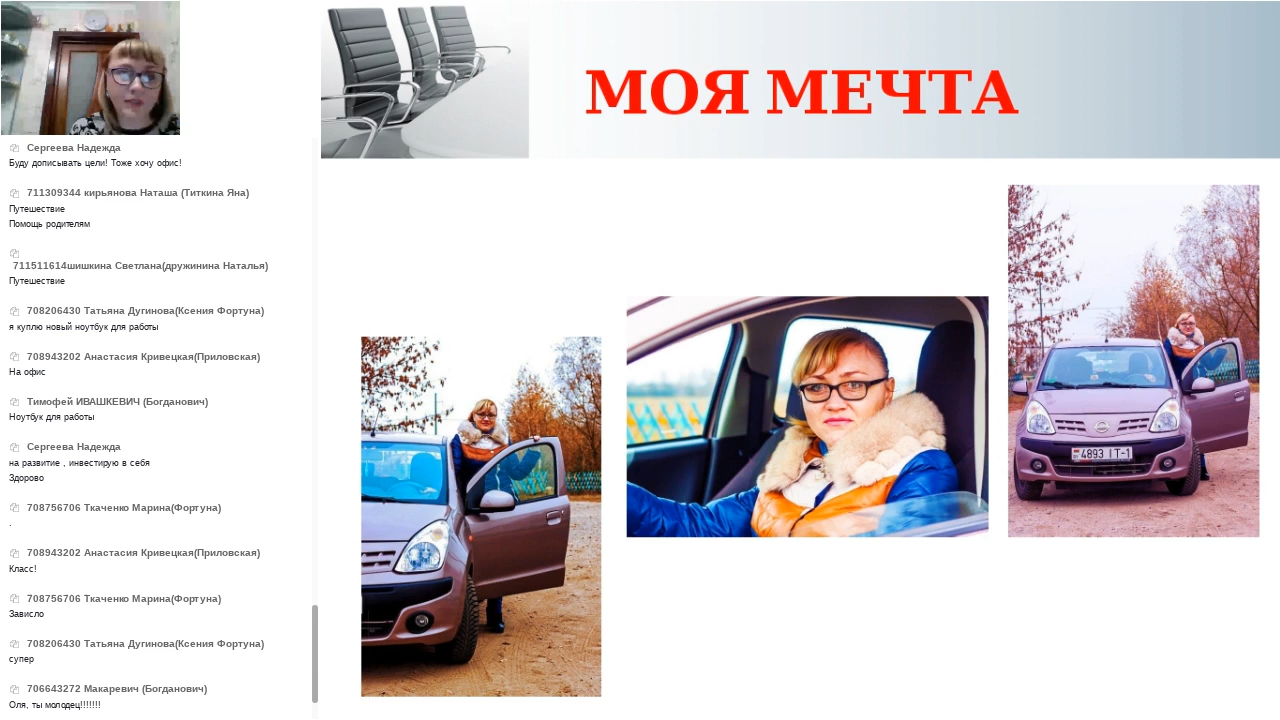 МОЯ МЕЧТА
Сергеева Надежда
Буду дописывать цели! Тоже хочу офис!
711309344 кирьянова Наташа (Титкина Яна)
Путешествие
Помощь родителям
711511614шишкина Светлана(дружинина Наталья)
Путешествие
708206430 Татьяна Дугинова(Ксения Фортуна)
я куплю новый ноутбук для работы
708943202 Анастасия Кривецкая(Приловская)
На офис
Тимофей ИВАШКЕВИЧ (Богданович)
Ноутбук для работы
Сергеева Надежда
на развитие , инвестирую в себя
Здорово
708756706 Ткаченко Марина(Фортуна)
.
708943202 Анастасия Кривецкая(Приловская)
Класс!
708756706 Ткаченко Марина(Фортуна)
Зависло
708206430 Татьяна Дугинова(Ксения Фортуна)
супер
706643272 Макаревич (Богданович)
Оля, ты молодец!!!!!!!
4893 IT-1